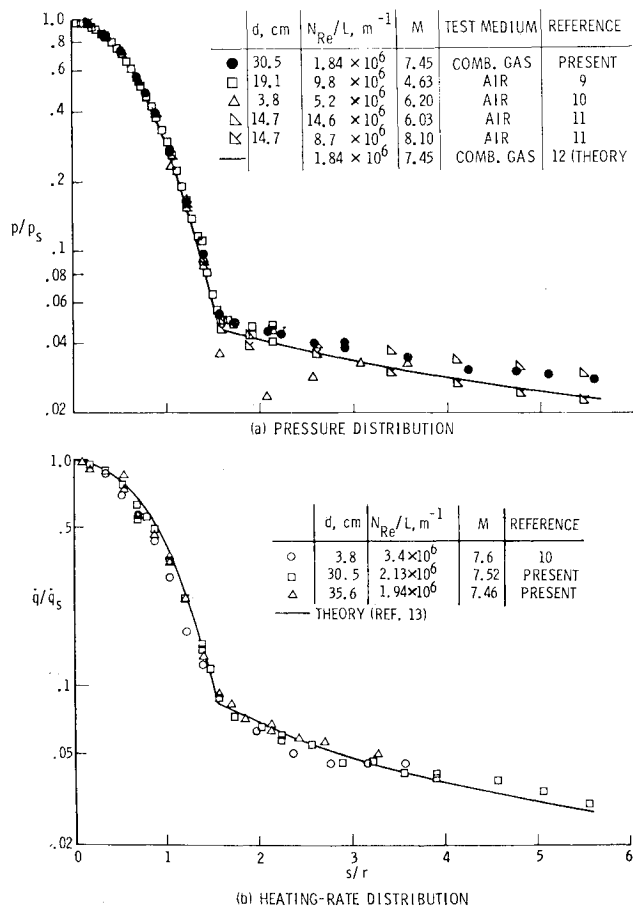 d, cm N_Re/L, m^-1 M TEST MEDIUM REFERENCE
● 30.5 1.84 × 10^6 7.45 COMB. GAS PRESENT
□ 19.1 9.8 × 10^6 4.63 AIR 9
△ 3.8 5.2 × 10^6 6.20 AIR 10
14.7 14.6 × 10^6 6.03 AIR 11
14.7 8.7 × 10^6 8.10 AIR 11
— 1.84 × 10^6 7.45 COMB. GAS 12 (THEORY
1.0
.8
.6
.4
.2
p/p_s
.1
.08
.06
.04
.02
(a) PRESSURE DISTRIBUTION
d, cm N_Re/L, m^-1 M REFERENCE
○ 3.8 3.4×10^6 7.6 10
□ 30.5 2.13×10^6 7.52 PRESENT
△ 35.6 1.94×10^6 7.46 PRESENT
— THEORY (REF. 13)
1.0
.5
q̇/q̇_s
.1
.05
.02
0 1 2 3 4 5 6
s/r
(b) HEATING-RATE DISTRIBUTION